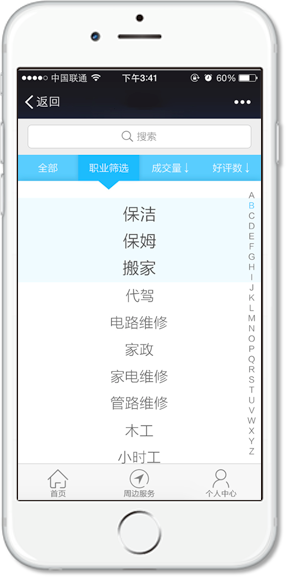 中国联通 下午3:41 60%
返回
搜索
全部 职业筛选 成交量↓ 好评数↓
保洁
保姆
搬家
代驾
电路维修
家政
家电维修
管路维修
木工
小时工
A
B
C
D
E
F
G
H
I
J
K
L
M
N
O
P
Q
R
S
T
U
V
W
X
Y
Z
首页 周边服务 个人中心